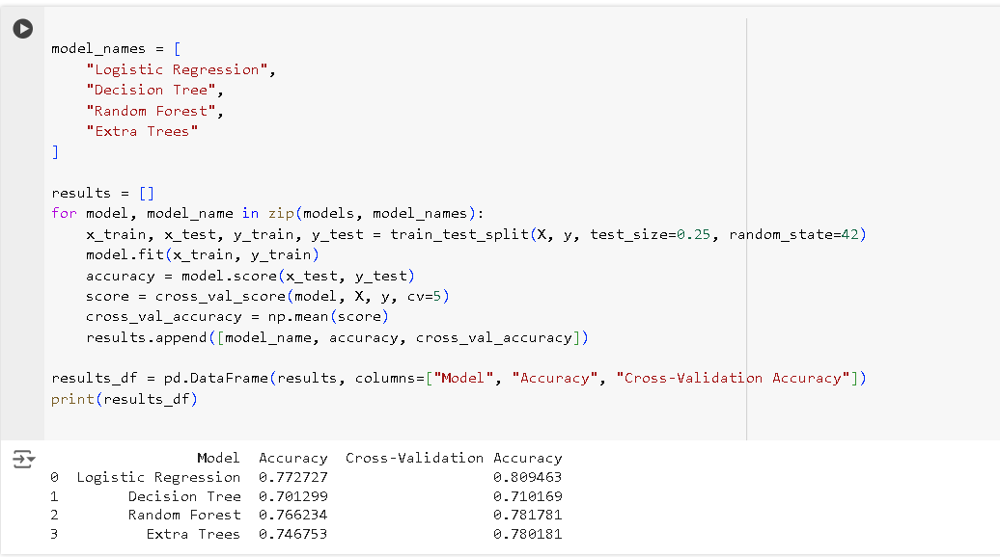 model_names = [
    "Logistic Regression",
    "Decision Tree",
    "Random Forest",
    "Extra Trees"
]
results = []
for model, model_name in zip(models, model_names):
    x_train, x_test, y_train, y_test = train_test_split(X, y, test_size=0.25, random_state=42)
    model.fit(x_train, y_train)
    accuracy = model.score(x_test, y_test)
    score = cross_val_score(model, X, y, cv=5)
    cross_val_accuracy = np.mean(score)
    results.append([model_name, accuracy, cross_val_accuracy])
results_df = pd.DataFrame(results, columns=["Model", "Accuracy", "Cross-Validation Accuracy"])
print(results_df)
Model Accuracy Cross-Validation Accuracy
0 Logistic Regression 0.772727 0.809463
1 Decision Tree 0.701299 0.710169
2 Random Forest 0.766234 0.781781
3 Extra Trees 0.746753 0.780181